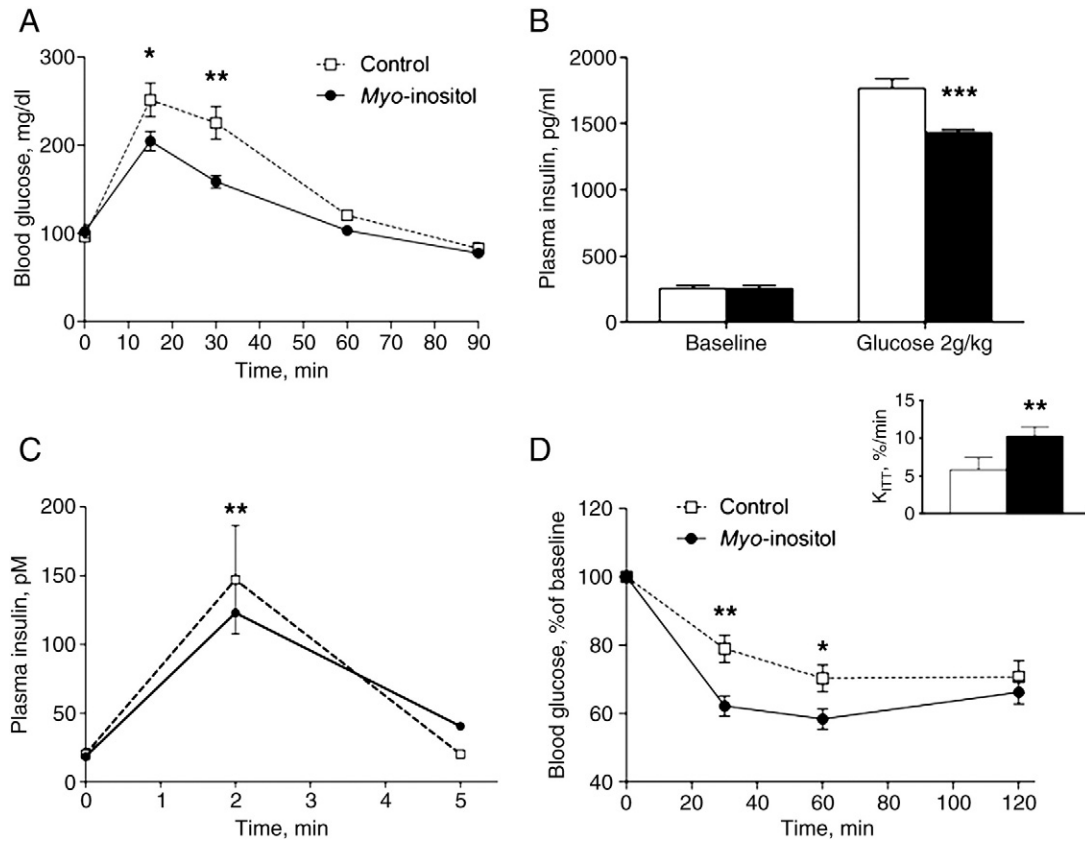 A
300
200
100
0
Blood glucose, mg/dl
* **
Control
Myo-inositol
0 10 20 30 40 50 60 70 80 90
Time, min
B
2000
1500
1000
500
0
Plasma insulin, pg/ml
***
Baseline Glucose 2g/kg
C
200
150
100
50
0
Plasma insulin, pM
**
0 1 2 3 4 5
Time, min
D
120
100
80
60
40
Blood glucose, %of baseline
Control
Myo-inositol
** *
0 20 40 60 80 100 120
Time, min
15
10
5
0
KITT, %/min
**